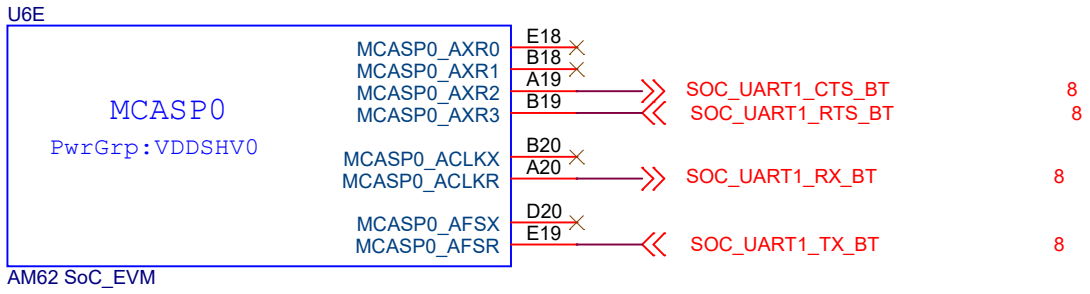 U6E
MCASP0
PwrGrp:VDDSHV0
MCASP0_AXR0 E18
MCASP0_AXR1 B18
MCASP0_AXR2 A19 SOC_UART1_CTS_BT 8
MCASP0_AXR3 B19 SOC_UART1_RTS_BT 8
MCASP0_ACLKX B20
MCASP0_ACLKR A20 SOC_UART1_RX_BT 8
MCASP0_AFSX D20
MCASP0_AFSR E19 SOC_UART1_TX_BT 8
AM62 SoC_EVM